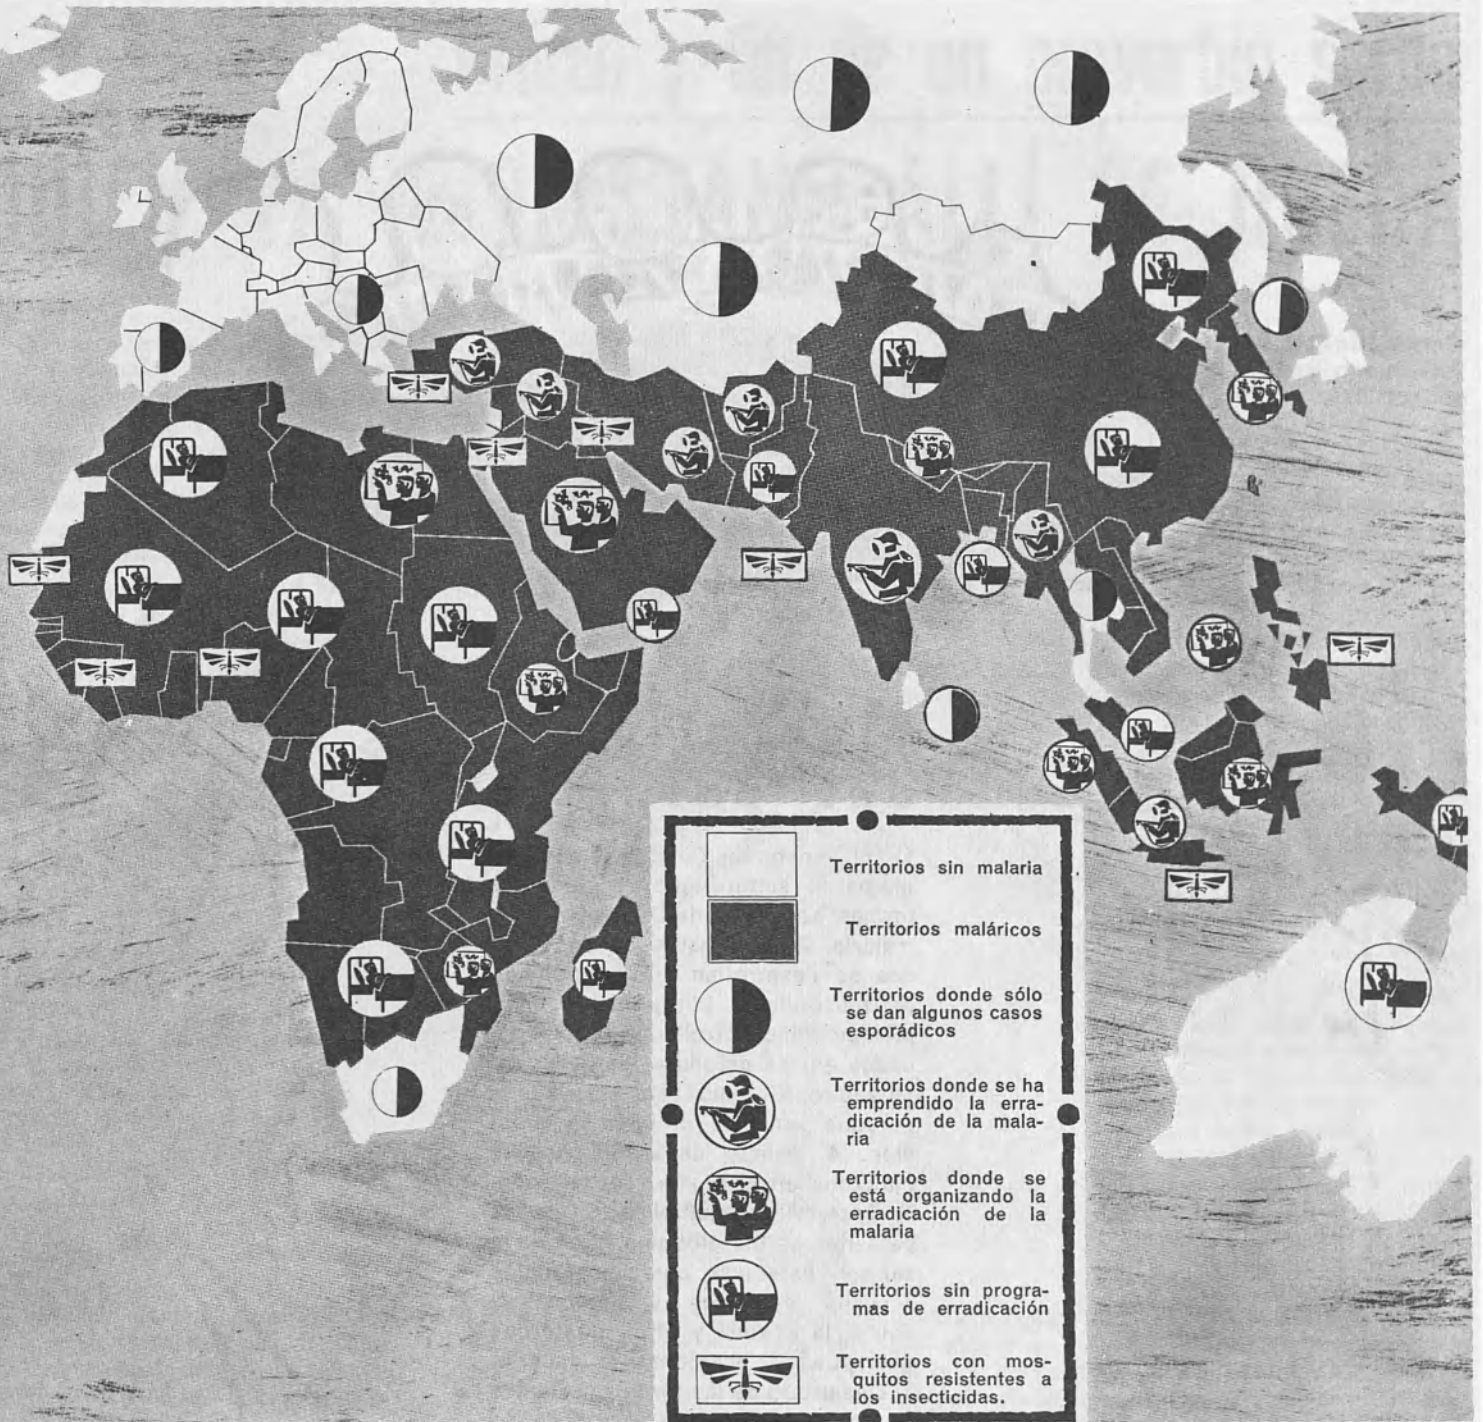 Territorios sin malaria
Territorios maláricos
Territorios donde sólo
se dan algunos casos
esporádicos
Territorios donde se ha
emprendido la erra-
dicación de la mala-
ria
Territorios donde se
está organizando la
erradicación de la
malaria
Territorios sin progra-
mas de erradicación
Territorios con mos-
quitos resistentes a
los insecticidas.